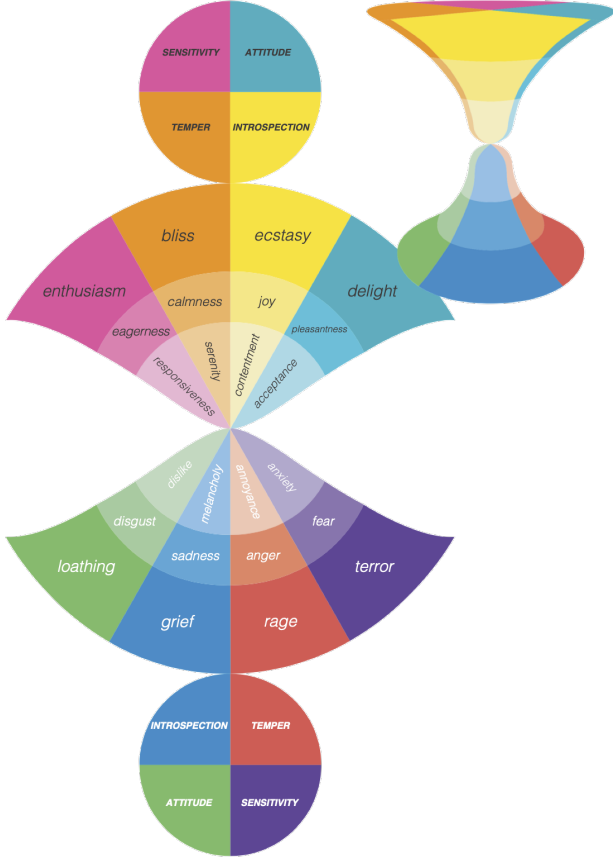 SENSITIVITY
ATTITUDE
TEMPER
INTROSPECTION
bliss
ecstasy
enthusiasm
delight
calmness
joy
eagerness
pleasantness
serenity
contentment
responsiveness
acceptance
dislike
melancholy
annoyance
anxiety
disgust
fear
sadness
anger
loathing
terror
grief
rage
INTROSPECTION
TEMPER
ATTITUDE
SENSITIVITY